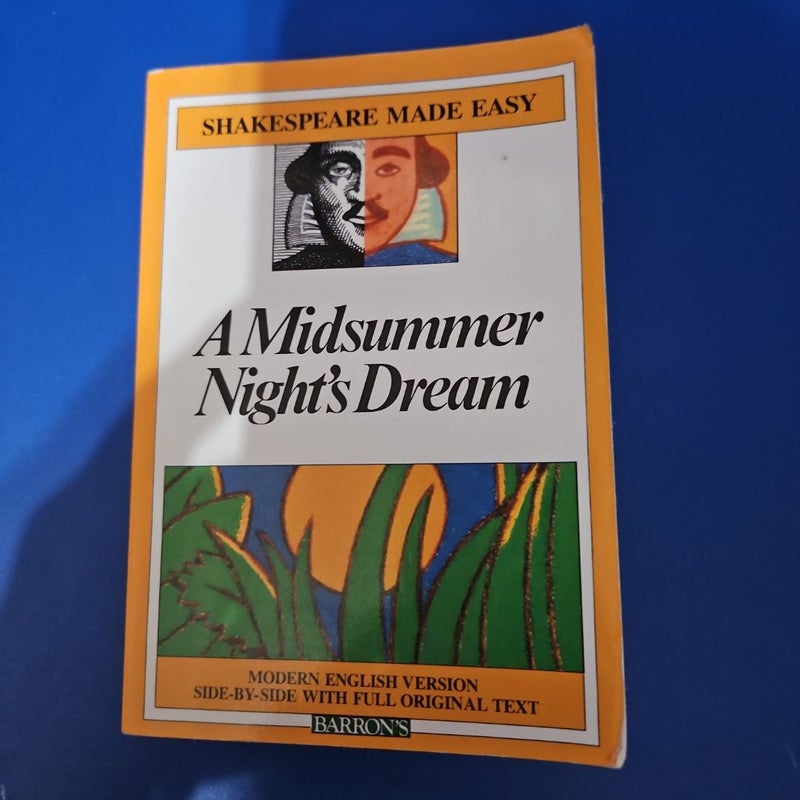 SHAKESPEARE MADE EASY
A Midsummer
Night's Dream
MODERN ENGLISH VERSION
SIDE-BY-SIDE WITH FULL ORIGINAL TEXT
BARRON'S